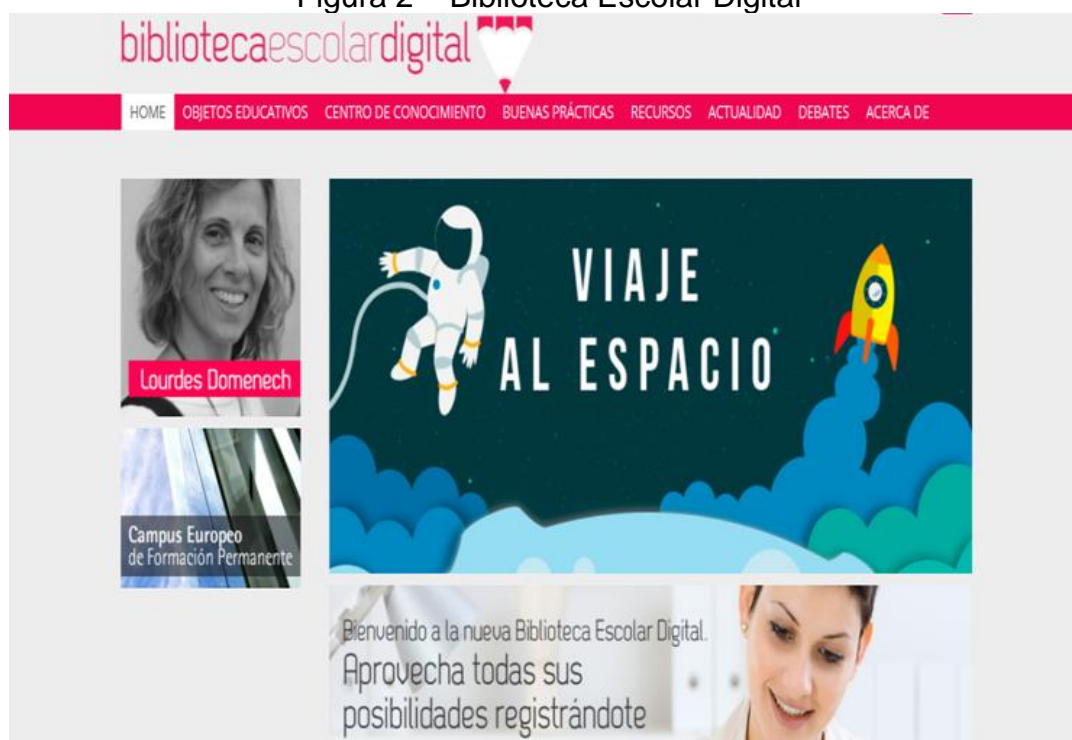 Figura 2 – Biblioteca Escolar Digital
bibliotecaescolardigital
HOME OBJETOS EDUCATIVOS CENTRO DE CONOCIMIENTO BUENAS PRÁCTICAS RECURSOS ACTUALIDAD DEBATES ACERCA DE
Lourdes Domenech
VIAJE
AL ESPACIO
Campus Europeo
de Formación Permanente
Bienvenido a la nueva Biblioteca Escolar Digital.
Aprovecha todas sus
posibilidades registrándote